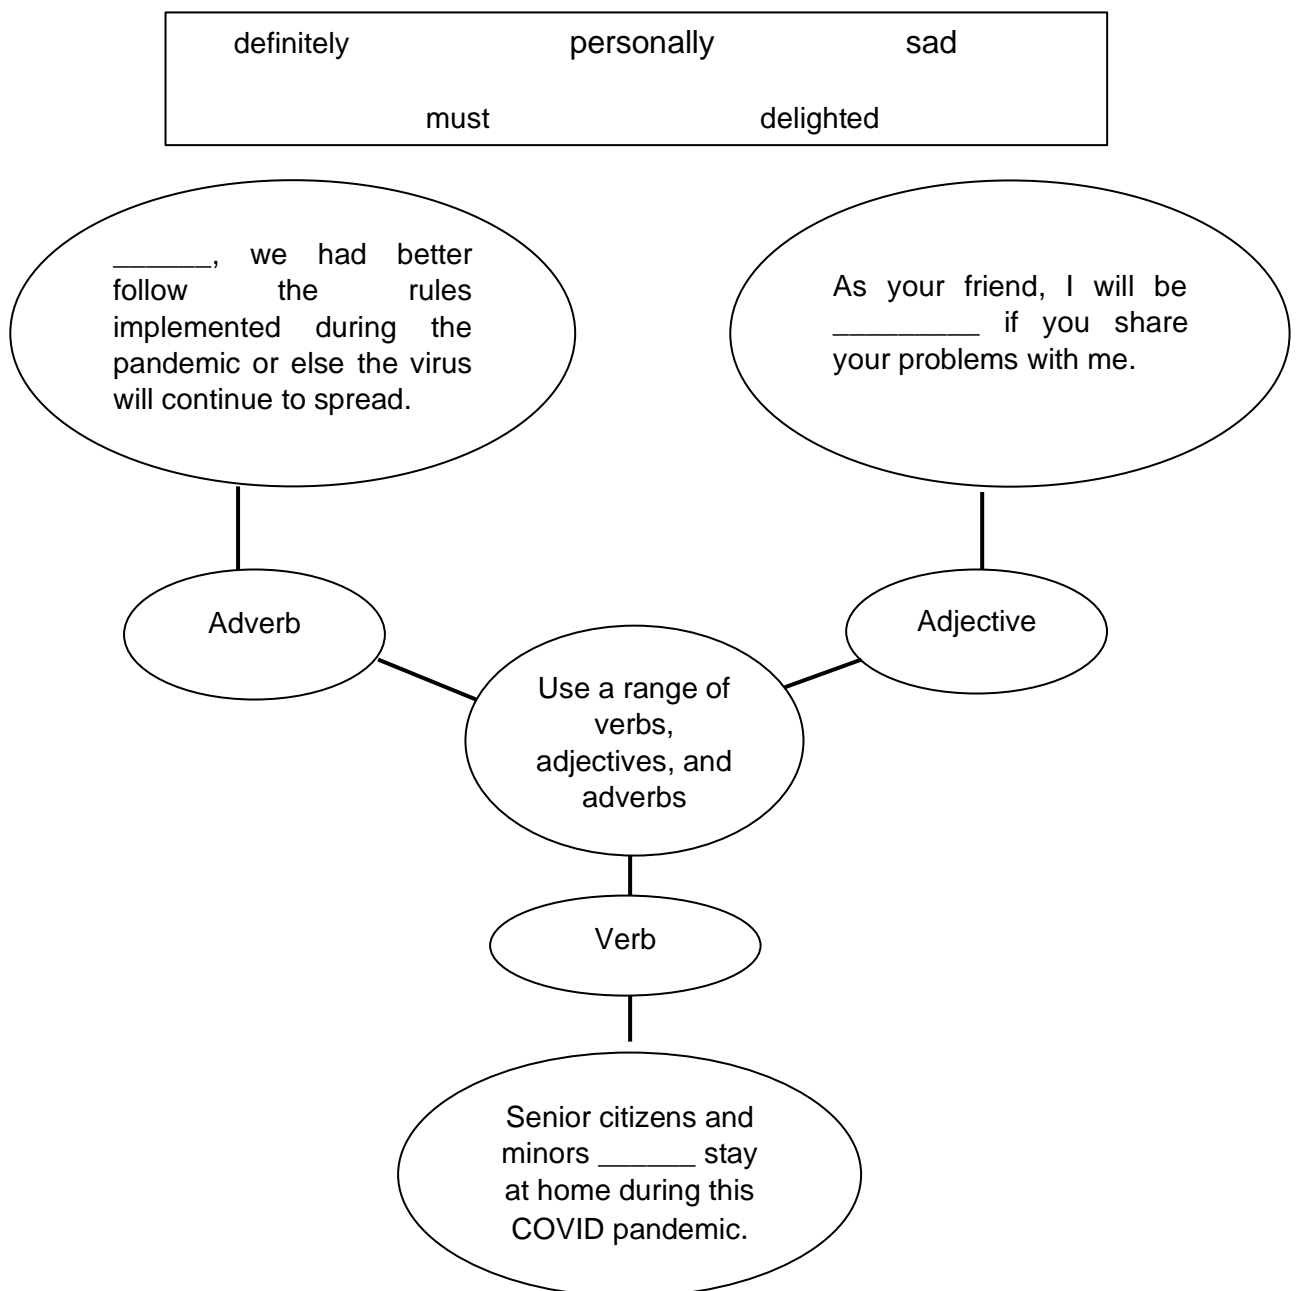 definitely personally sad
must delighted
______, we had better
follow the rules
implemented during the
pandemic or else the virus
will continue to spread.
As your friend, I will be
_________ if you share
your problems with me.
Adverb
Adjective
Use a range of
verbs,
adjectives, and
adverbs
Verb
Senior citizens and
minors ______ stay
at home during this
COVID pandemic.